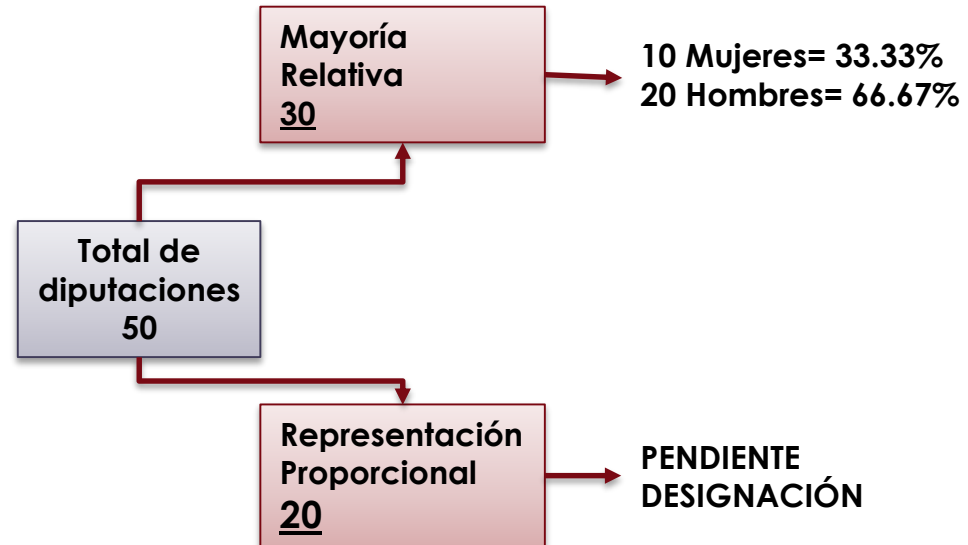 Mayoría
Relativa
30
10 Mujeres= 33.33%
20 Hombres= 66.67%
Total de
diputaciones
50
Representación
Proporcional
20
PENDIENTE
DESIGNACIÓN